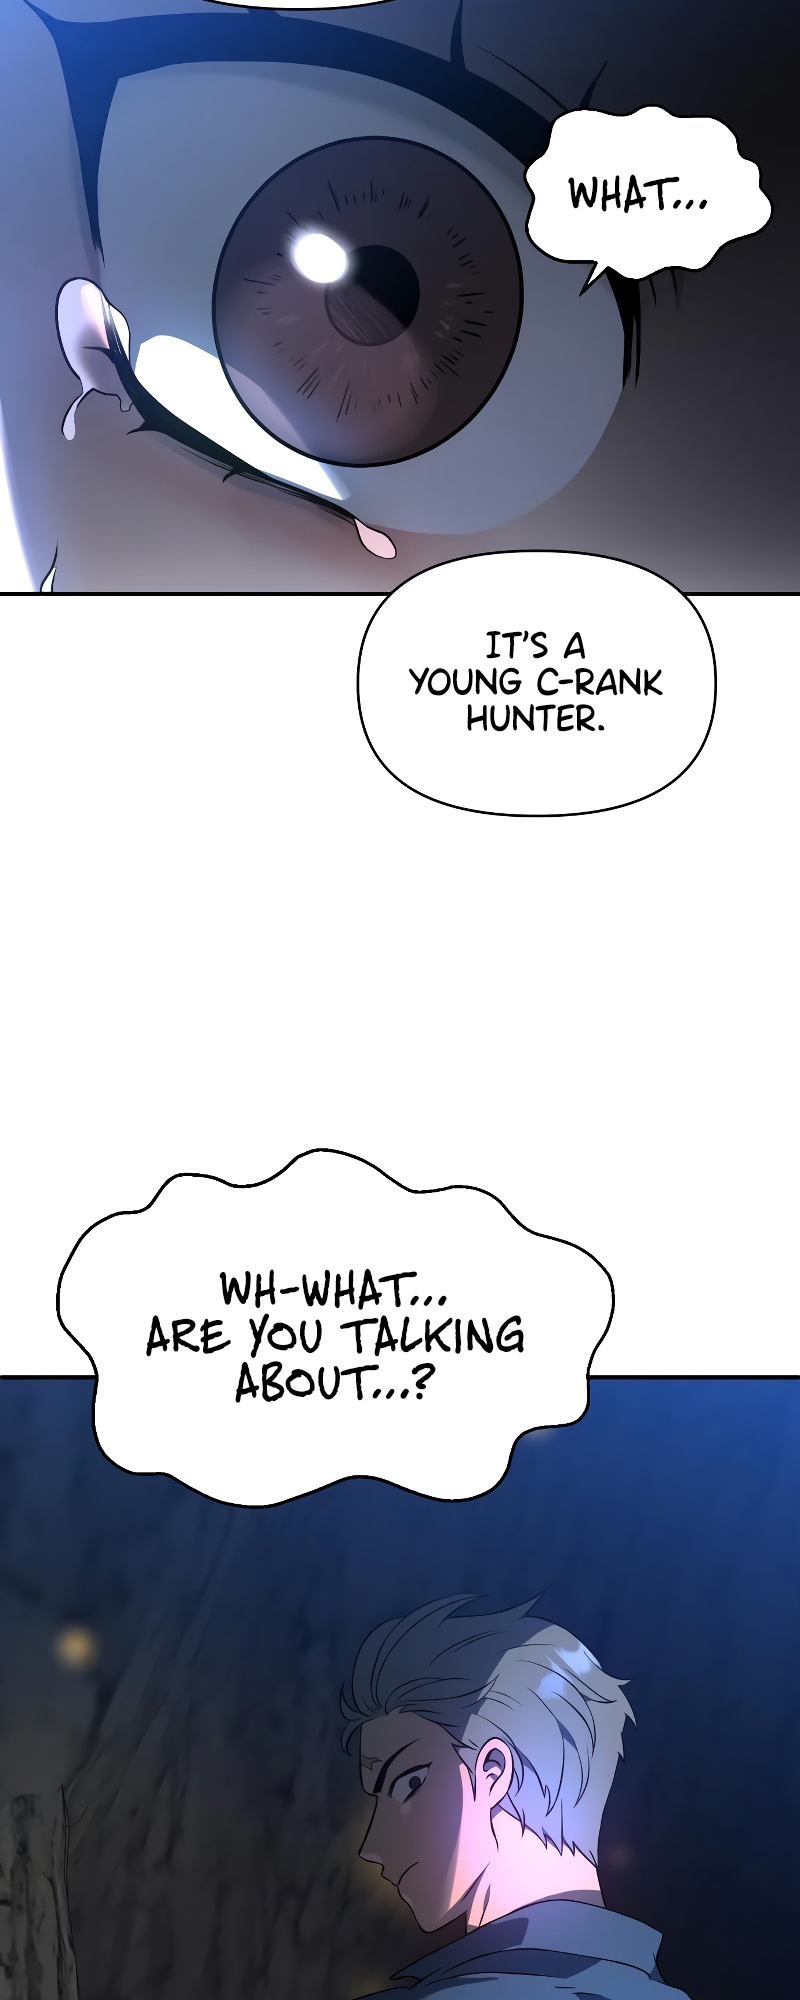 WHAT...
IT'S A
YOUNG C-RANK
HUNTER.
WH-WHAT...
ARE YOU TALKING
ABOUT...?